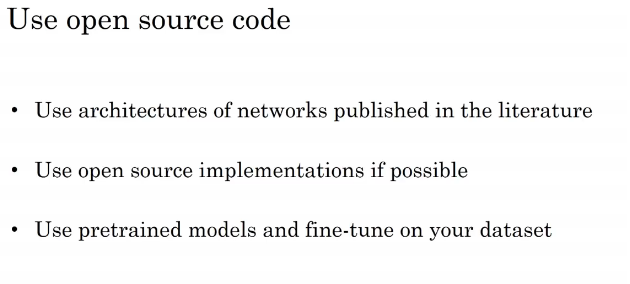 Use open source code
• Use architectures of networks published in the literature
• Use open source implementations if possible
• Use pretrained models and fine-tune on your dataset